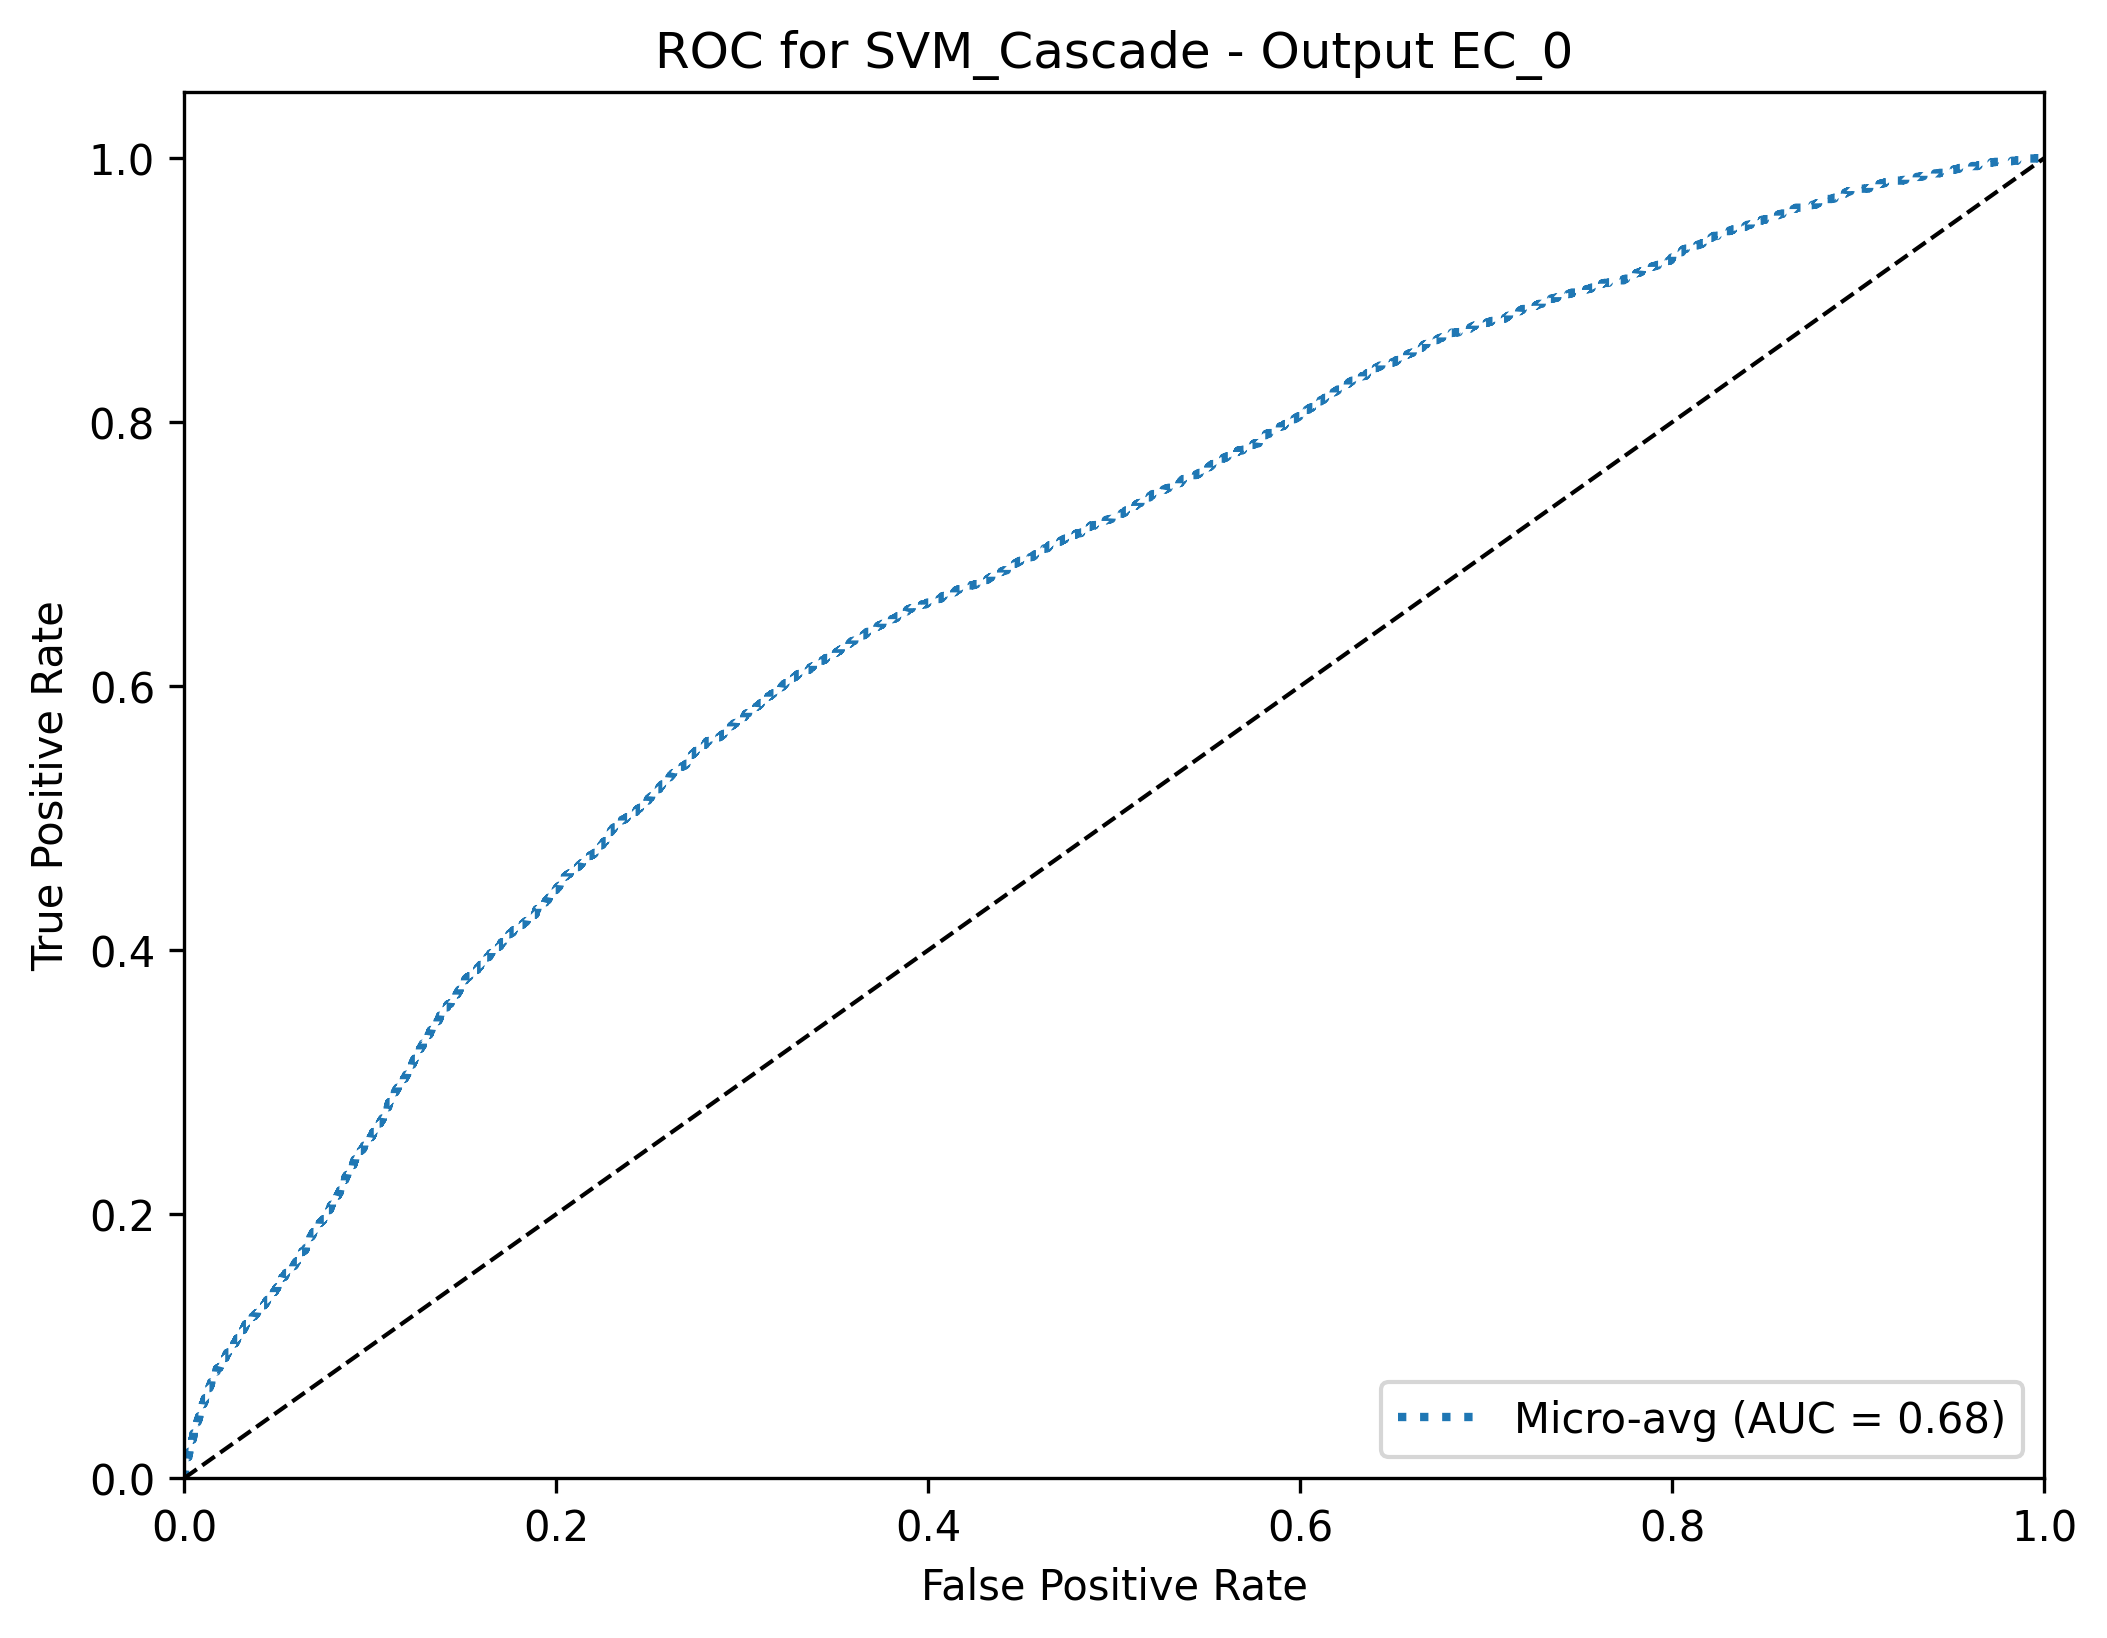 ROC for SVM_Cascade - Output EC_0
True Positive Rate
1.0
0.8
0.6
0.4
0.2
0.0
0.0 0.2 0.4 0.6 0.8 1.0
False Positive Rate
Micro-avg (AUC = 0.68)